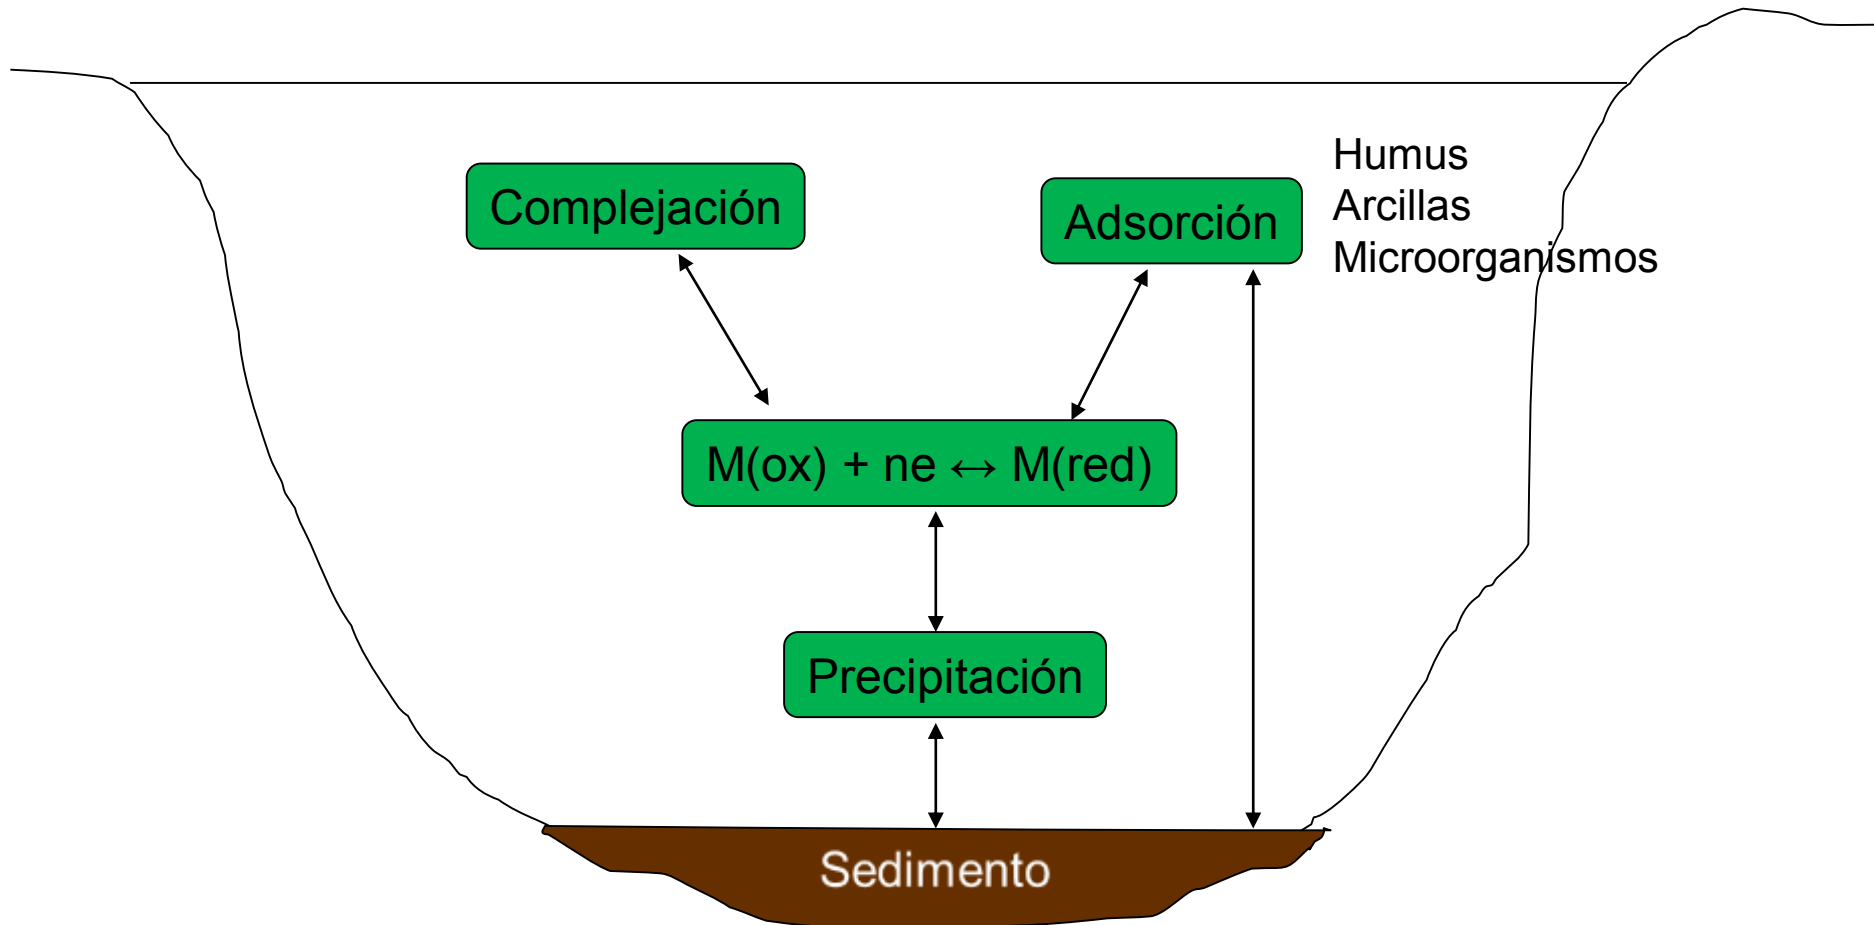 Humus
Complejación
Adsorción
Arcillas
Microorganismos
M(ox) + ne ↔ M(red)
Precipitación
Sedimento